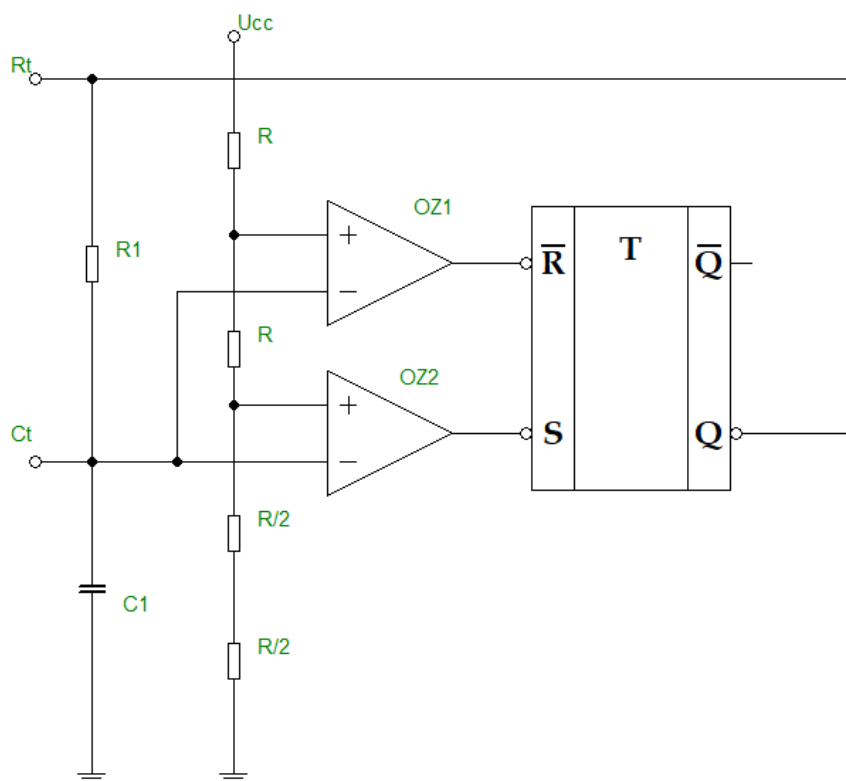 Ucc
Rt
R
OZ1
+
−
R1
R̅
T
Q̅
R
OZ2
+
−
Ct
S
Q
R/2
C1
R/2